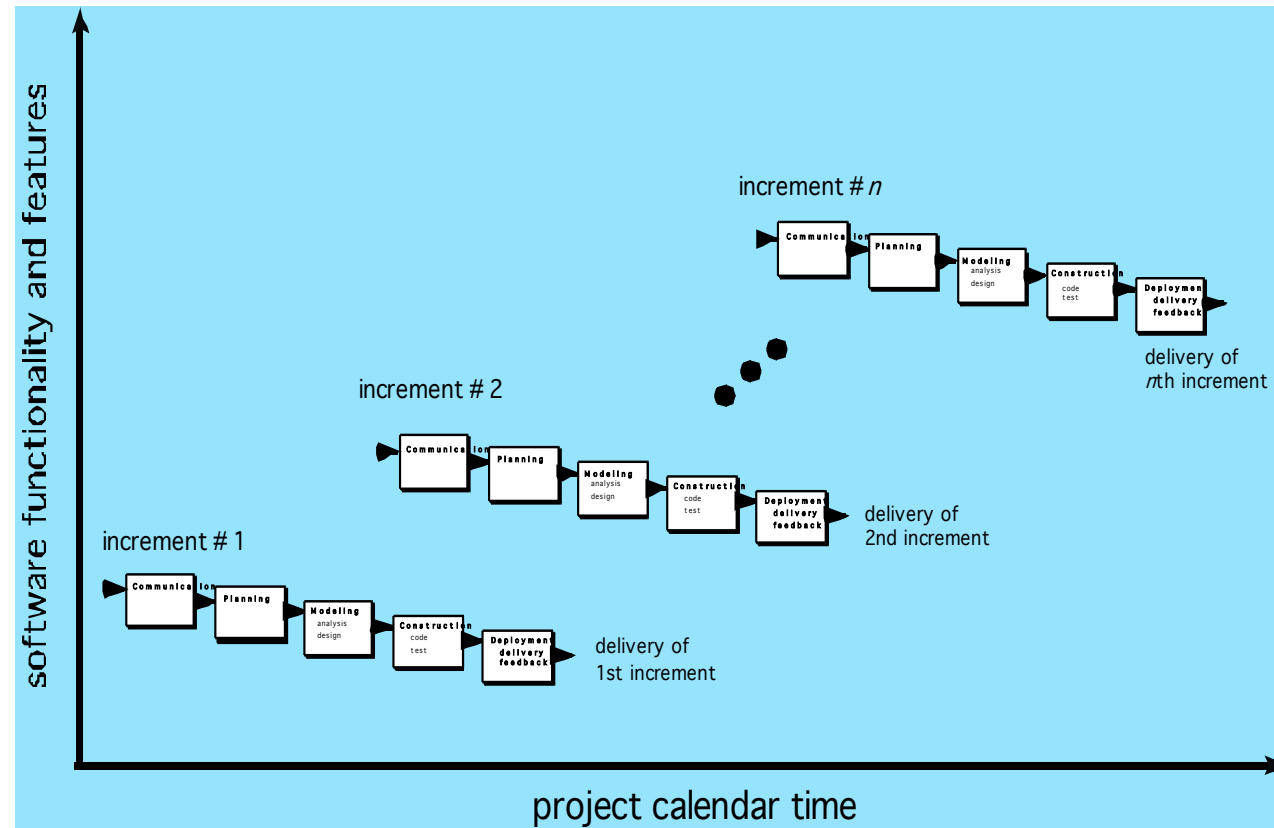 software functionality and features
increment # n
Communication
Planning
Modeling
analysis
design
Construction
code
test
Deployment
delivery
feedback
delivery of
nth increment
increment # 2
Communication
Planning
Modeling
analysis
design
Construction
code
test
Deployment
delivery
feedback
delivery of
2nd increment
increment # 1
Communication
Planning
Modeling
analysis
design
Construction
code
test
Deployment
delivery
feedback
delivery of
1st increment
project calendar time